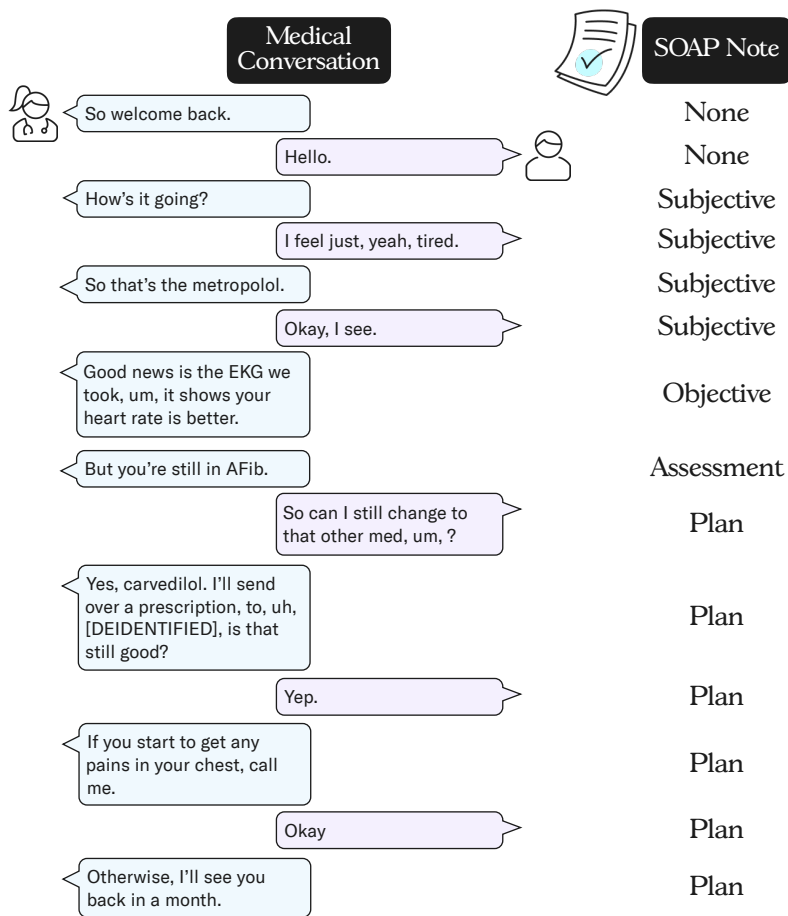 Medical
Conversation
SOAP Note
So welcome back.
None
Hello.
None
How's it going?
Subjective
I feel just, yeah, tired.
Subjective
So that's the metropolol.
Subjective
Okay, I see.
Subjective
Good news is the EKG we
took, um, it shows your
heart rate is better.
Objective
But you're still in AFib.
Assessment
So can I still change to
that other med, um, ?
Plan
Yes, carvedilol. I'll send
over a prescription, to, uh,
[DEIDENTIFIED], is that
still good?
Plan
Yep.
Plan
If you start to get any
pains in your chest, call
me.
Plan
Okay
Plan
Otherwise, I'll see you
back in a month.
Plan